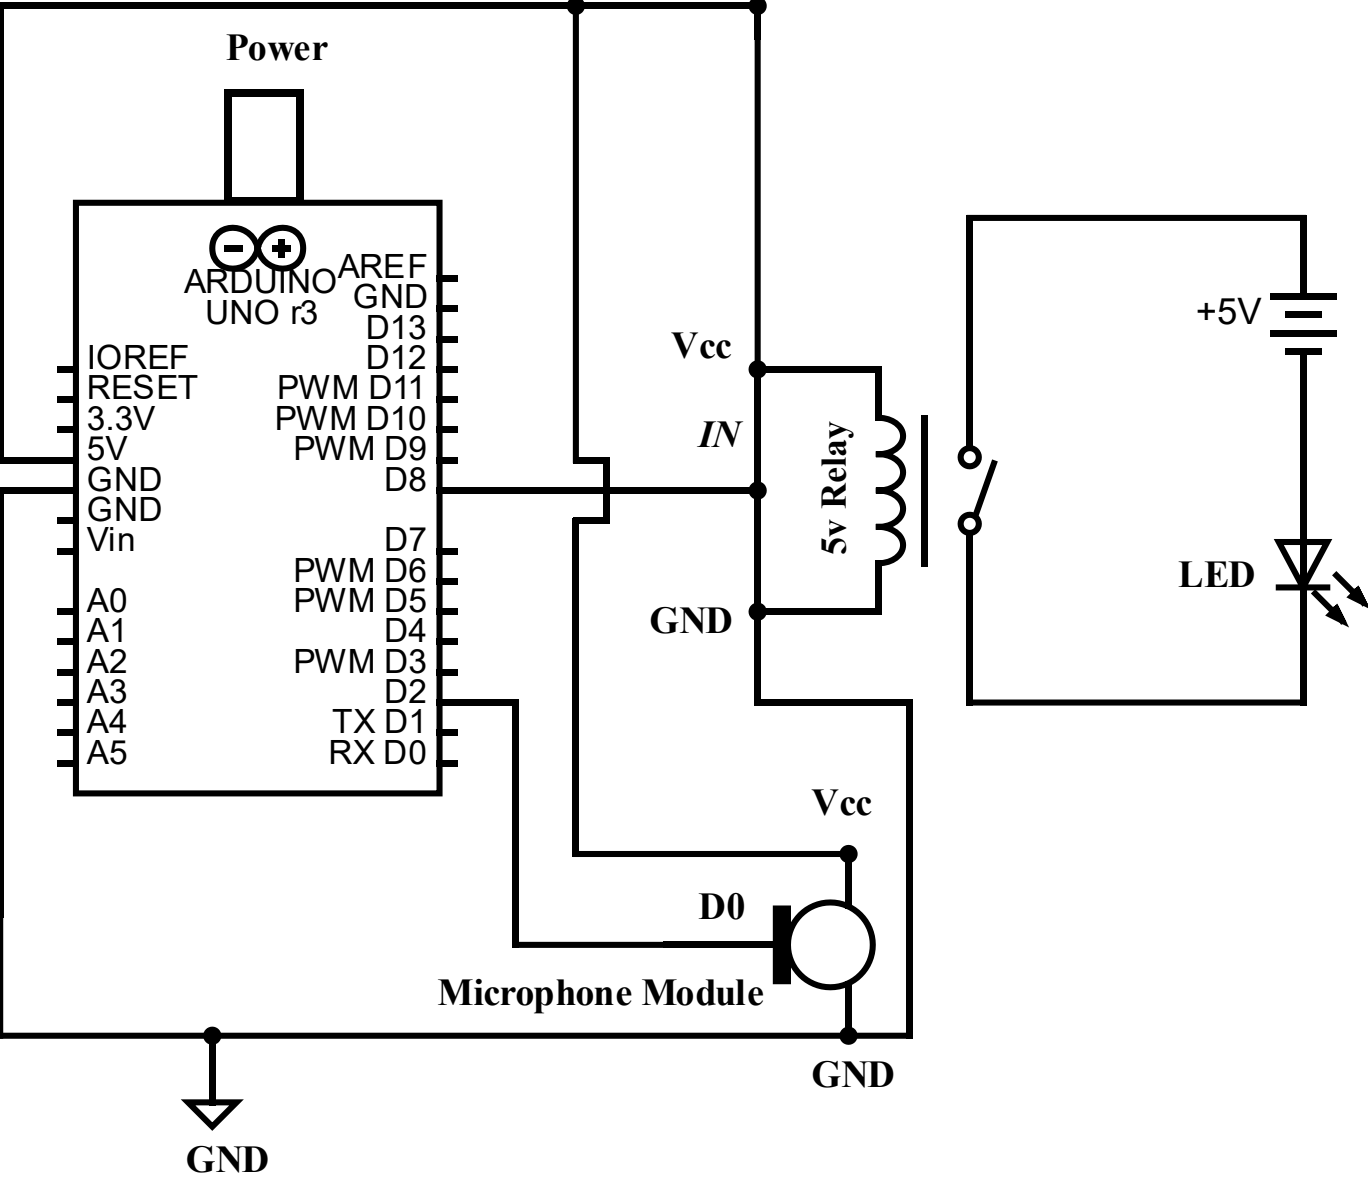 Power
ARDUINO
UNO r3
IOREF
RESET
3.3V
5V
GND
GND
Vin
A0
A1
A2
A3
A4
A5
AREF
GND
D13
D12
PWM D11
PWM D10
PWM D9
D8
D7
PWM D6
PWM D5
D4
PWM D3
D2
TX D1
RX D0
Vcc
IN
5v Relay
GND
+5V
LED
Vcc
D0
Microphone Module
GND
GND